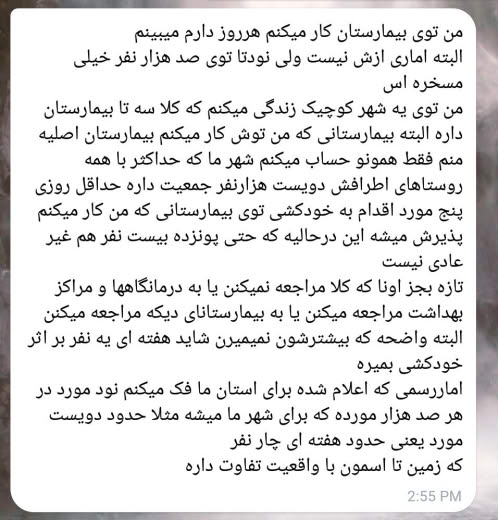 من توی بیمارستان کار میکنم هرروز دارم میبینم
البته اماری ازش نیست ولی نودتا توی صد هزار نفر خیلی
مسخره اس
من توی یه شهر کوچیک زندگی میکنم که کلا سه تا بیمارستان
داره البته بیمارستانی که من توش کار میکنم بیمارستان اصلیه
منم فقط همونو حساب میکنم شهر ما که حداکثر با همه
روستاهای اطرافش دویست هزارنفر جمعیت داره حداقل روزی
پنج مورد اقدام به خودکشی توی بیمارستانی که من کار میکنم
پذیرش میشه این درحالیه که حتی پونزده بیست نفر هم غیر
عادی نیست
تازه بجز اونا که کلا مراجعه نمیکنن یا به درمانگاهها و مراکز
بهداشت مراجعه میکنن یا به بیمارستانای دیکه مراجعه میکنن
البته واضحه که بیشترشون نمیمیرن شاید هفته ای یه نفر بر اثر
خودکشی بمیره
اماررسمی که اعلام شده برای استان ما فک میکنم نود مورد در
هر صد هزار مورده که برای شهر ما میشه مثلا حدود دویست
مورد یعنی حدود هفته ای چار نفر
که زمین تا اسمون با واقعیت تفاوت داره
2:55 PM